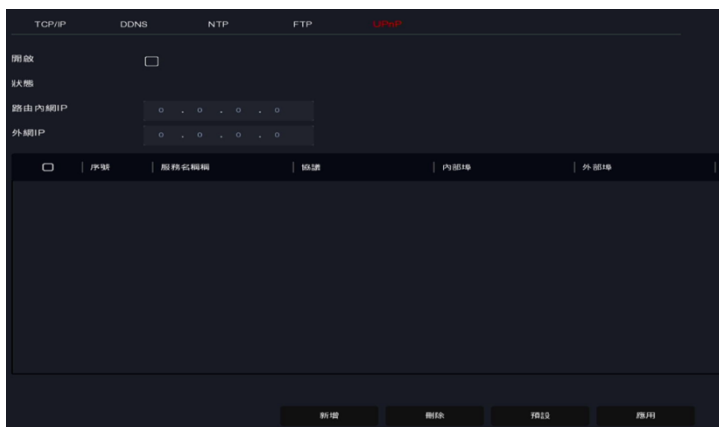 TCP/IP DDNS NTP FTP UPnP
開啟
狀態
路由內網IP 0 . 0 . 0 . 0
外網IP 0 . 0 . 0 . 0
序號 服務名稱稱 協議 內部埠 外部埠
新增 刪除 預設 應用